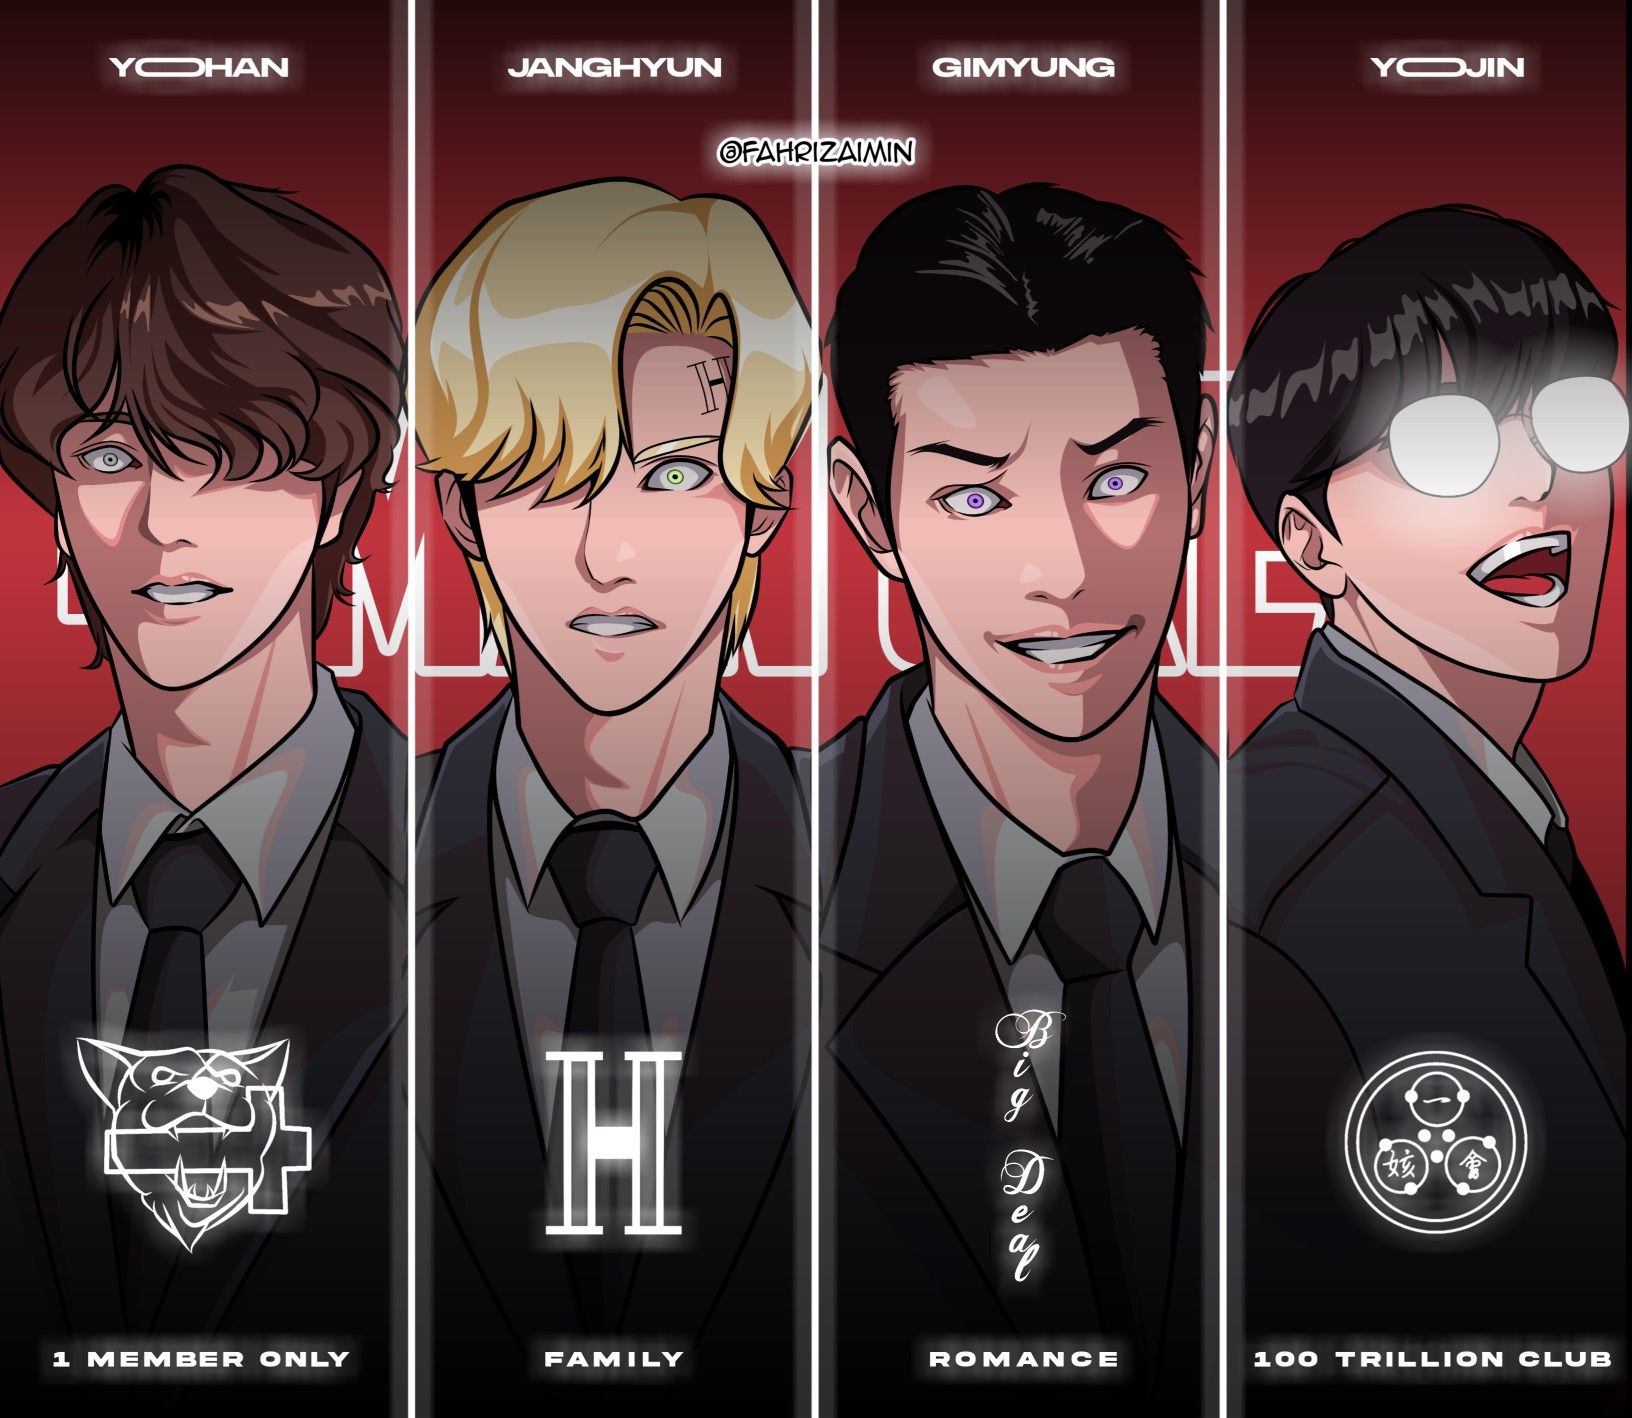 YOHAN
JANGHYUN
GIMYUNG
YOJIN
@FAHRIZAIMIN
H
H
Big Deal
一
姟
會
1 MEMBER ONLY
FAMILY
ROMANCE
100 TRILLION CLUB